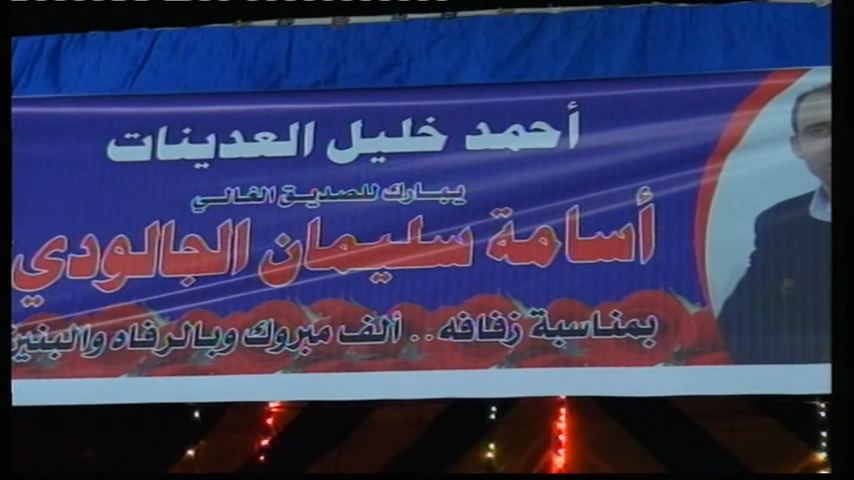 أحمد خليل العدينات
يبارك للصديق الغالي
أسامة سليمان الجالودي
بمناسبة زفافه .. ألف مبروك وبالرفاه والبنين